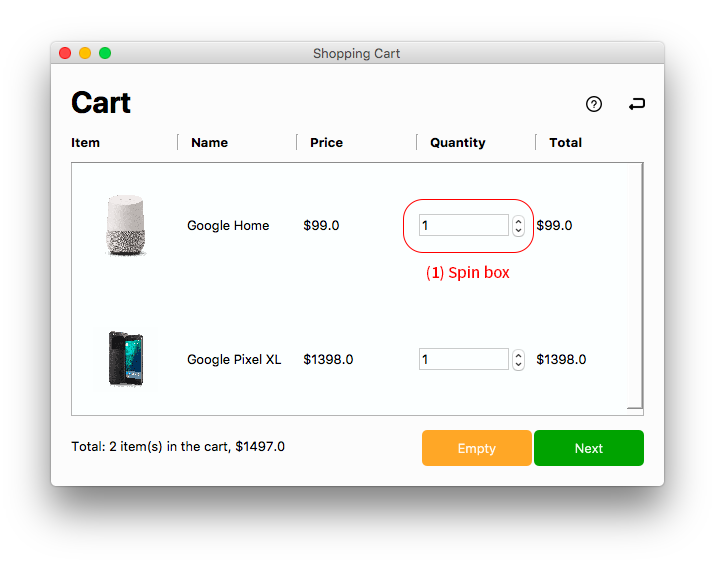 Shopping Cart
Cart
Item Name Price Quantity Total
Google Home $99.0 1 $99.0
(1) Spin box
Google Pixel XL $1398.0 1 $1398.0
Total: 2 item(s) in the cart, $1497.0 Empty Next